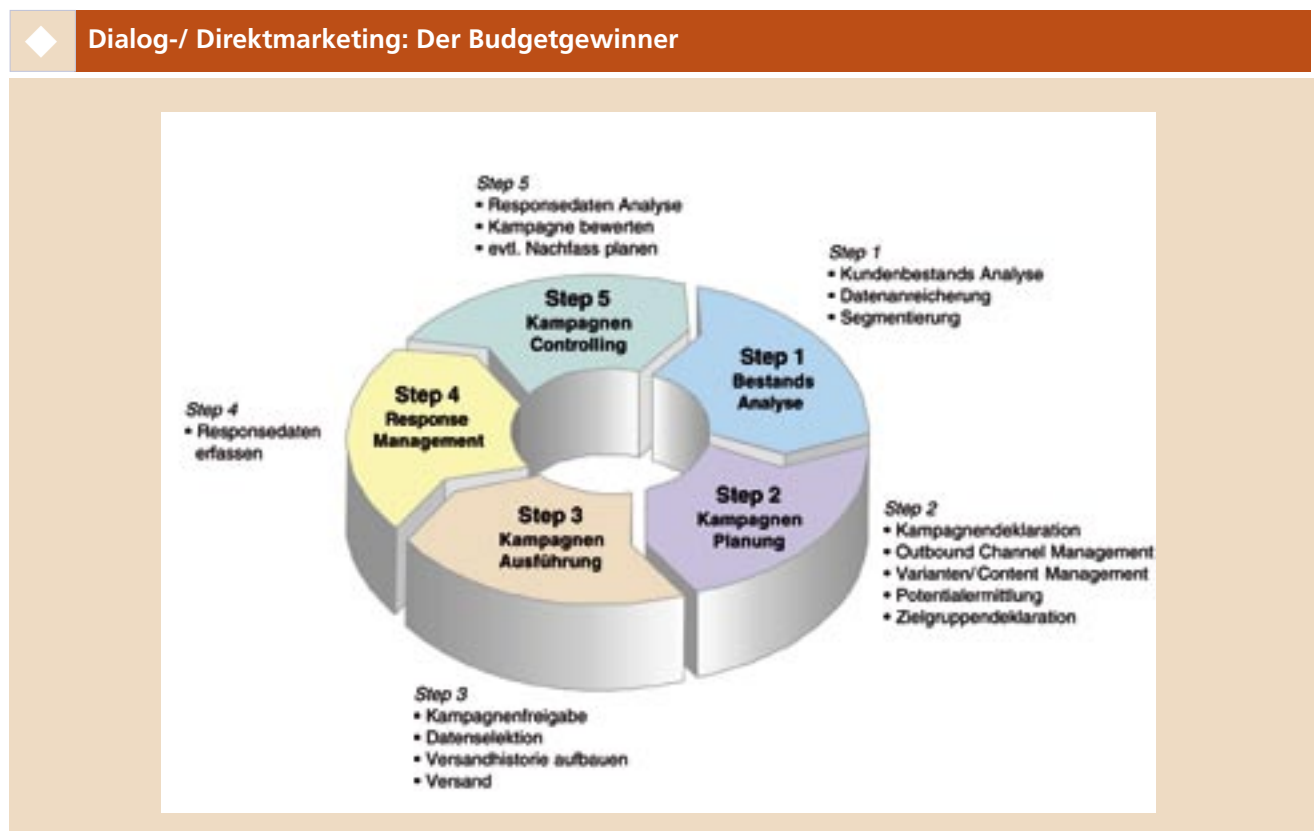 Dialog-/ Direktmarketing: Der Budgetgewinner
Step 5
• Responsedaten Analyse
• Kampagne bewerten
• evtl. Nachfass planen
Step 1
• Kundenbestands Analyse
• Datenanreicherung
• Segmentierung
Step 5
Kampagnen
Controlling
Step 1
Bestands
Analyse
Step 4
Response
Management
Step 4
• Responsedaten
erfassen
Step 2
Kampagnen
Planung
Step 3
Kampagnen
Ausführung
Step 2
• Kampagnendeklaration
• Outbound Channel Management
• Varianten/Content Management
• Potentialermittlung
• Zielgruppendeklaration
Step 3
• Kampagnenfreigabe
• Datenselektion
• Versandhistorie aufbauen
• Versand